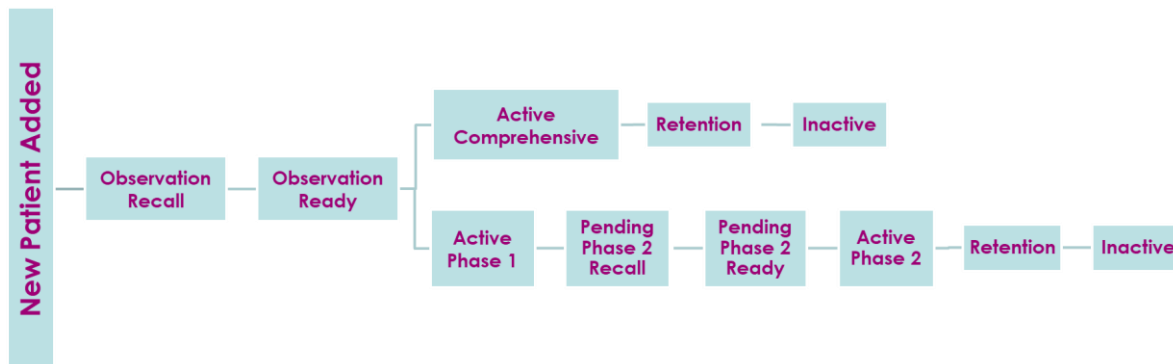 New Patient Added
Observation
Recall
Observation
Ready
Active
Comprehensive
Retention
Inactive
Active
Phase 1
Pending
Phase 2
Recall
Pending
Phase 2
Ready
Active
Phase 2
Retention
Inactive